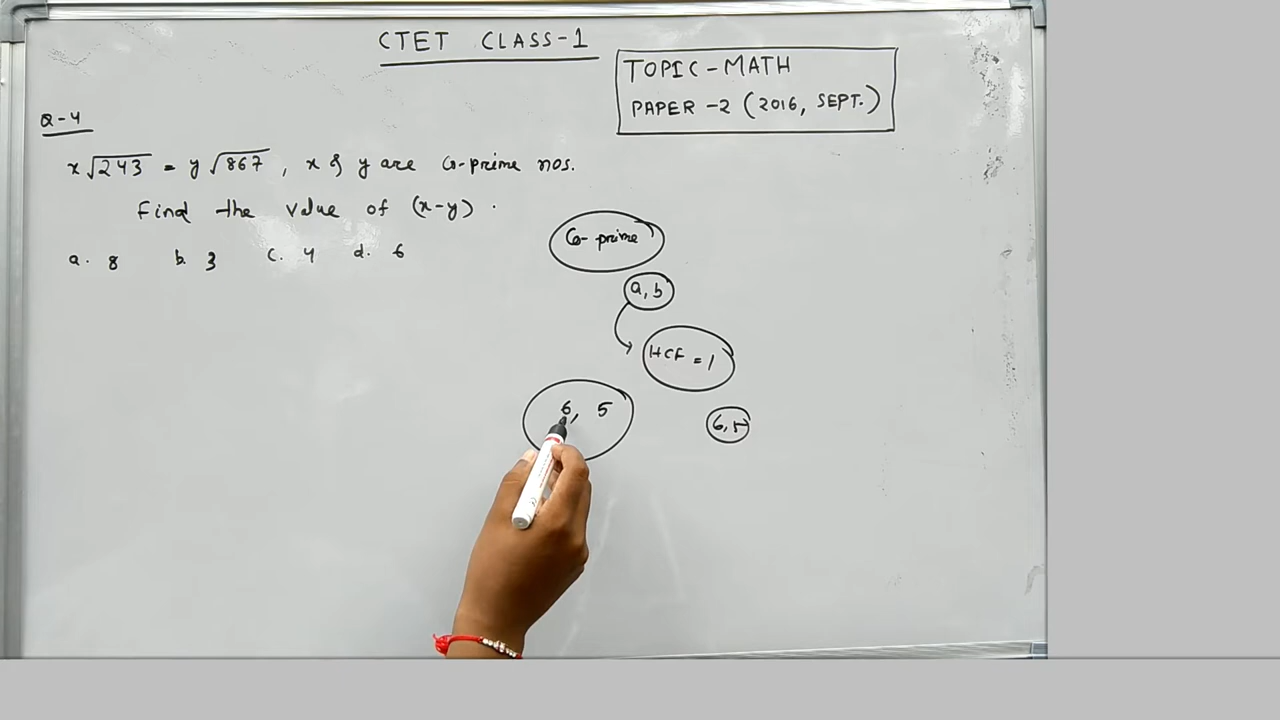 CTET CLASS-1
TOPIC-MATH
PAPER-2 (2016, SEPT.)
Q-4
x√243 = y√867, x & y are Co-prime nos.
Find the value of (x-y).
a. 8 b. 3 c. 4 d. 6
Co-prime
a, b
HCF = 1
6, 5
6, 5